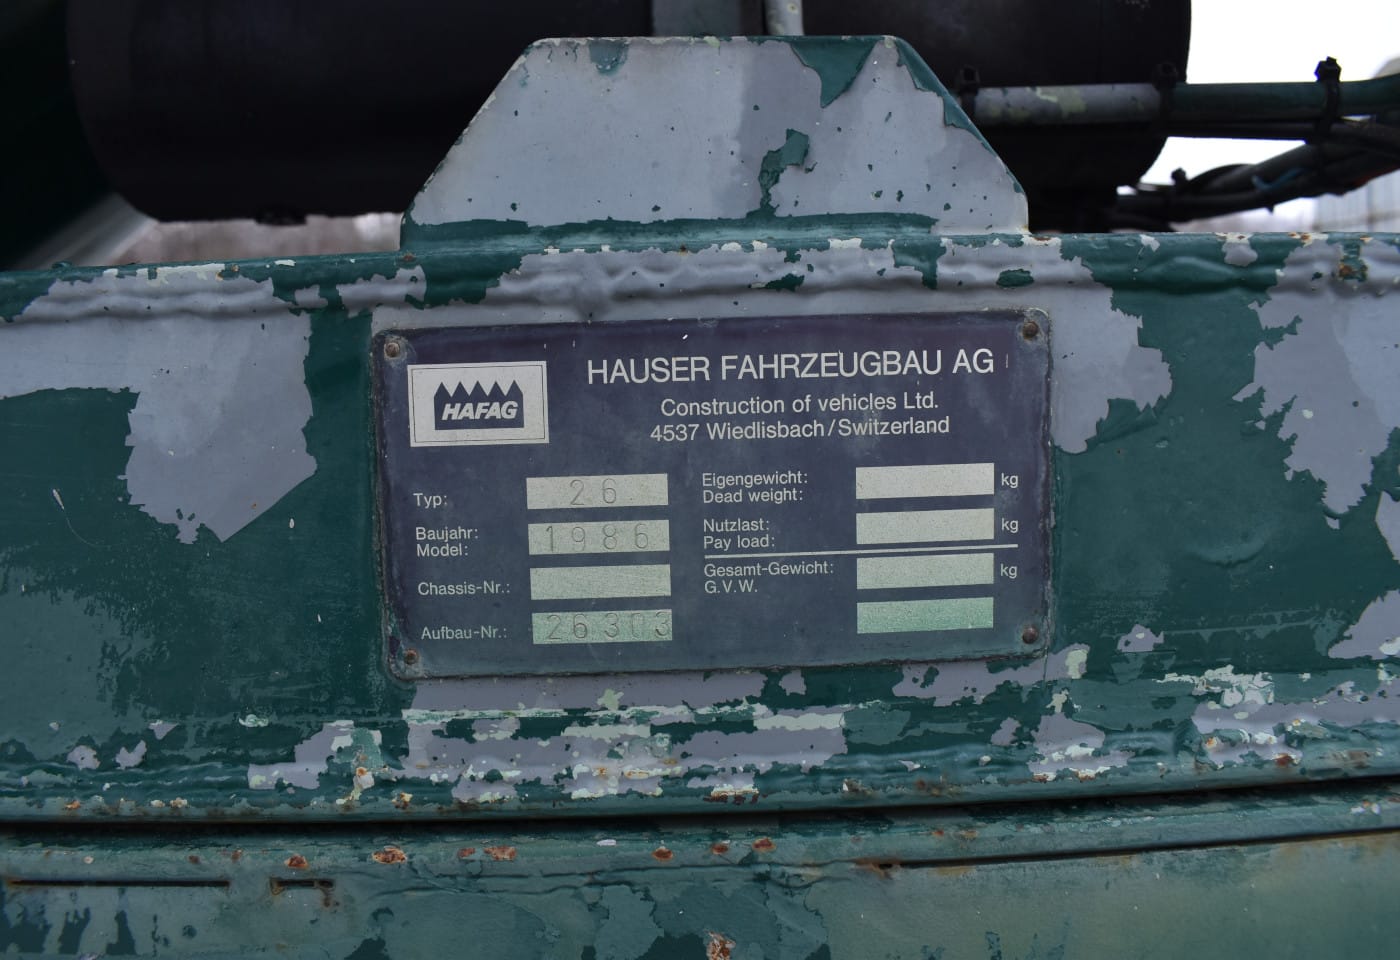 HAFAG
HAUSER FAHRZEUGBAU AG
Construction of vehicles Ltd.
4537 Wiedlisbach/Switzerland
Typ: 26
Baujahr: 1986
Model:
Chassis-Nr.:
Aufbau-Nr.: 26303
Eigengewicht: kg
Dead weight:
Nutzlast: kg
Pay load:
Gesamt-Gewicht: kg
G.V.W.